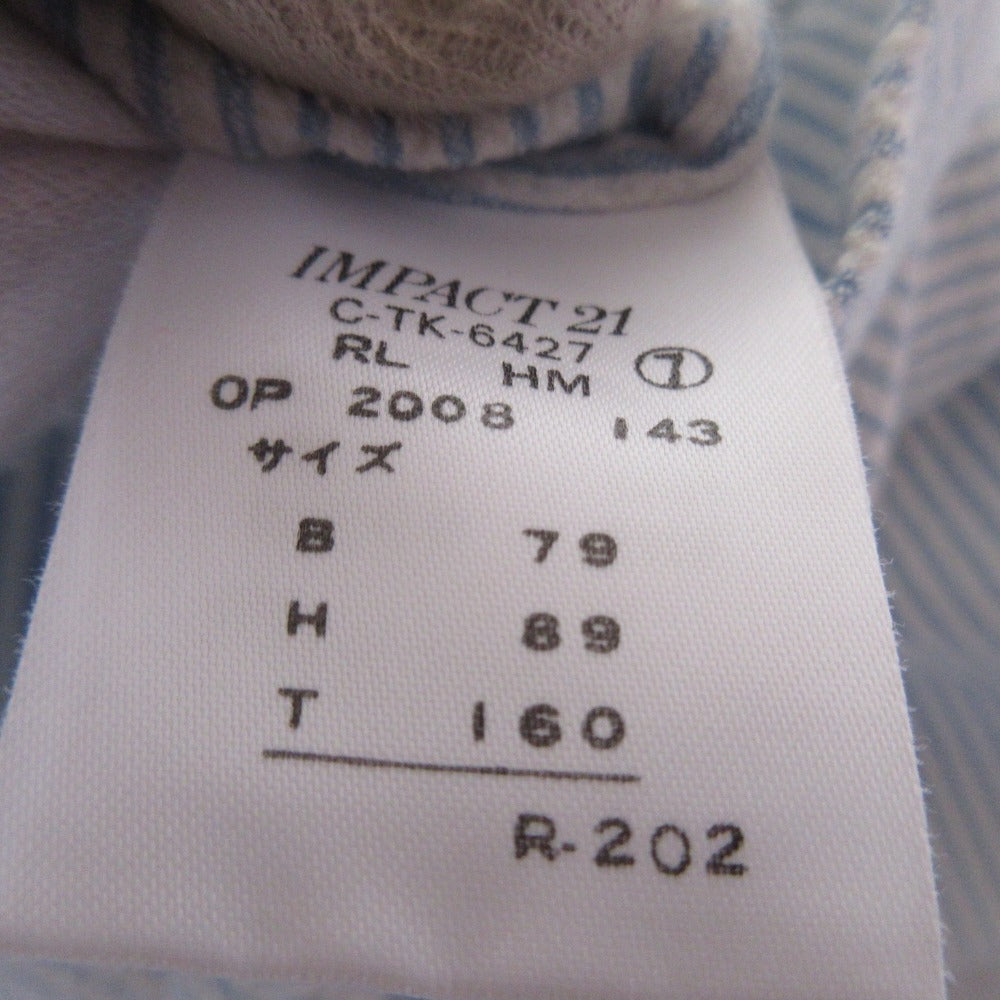 IMPACT 21
C-TK-6427
RL HM ⑦
OP 2008 143
サイズ
B 79
H 89
T 160
R-202